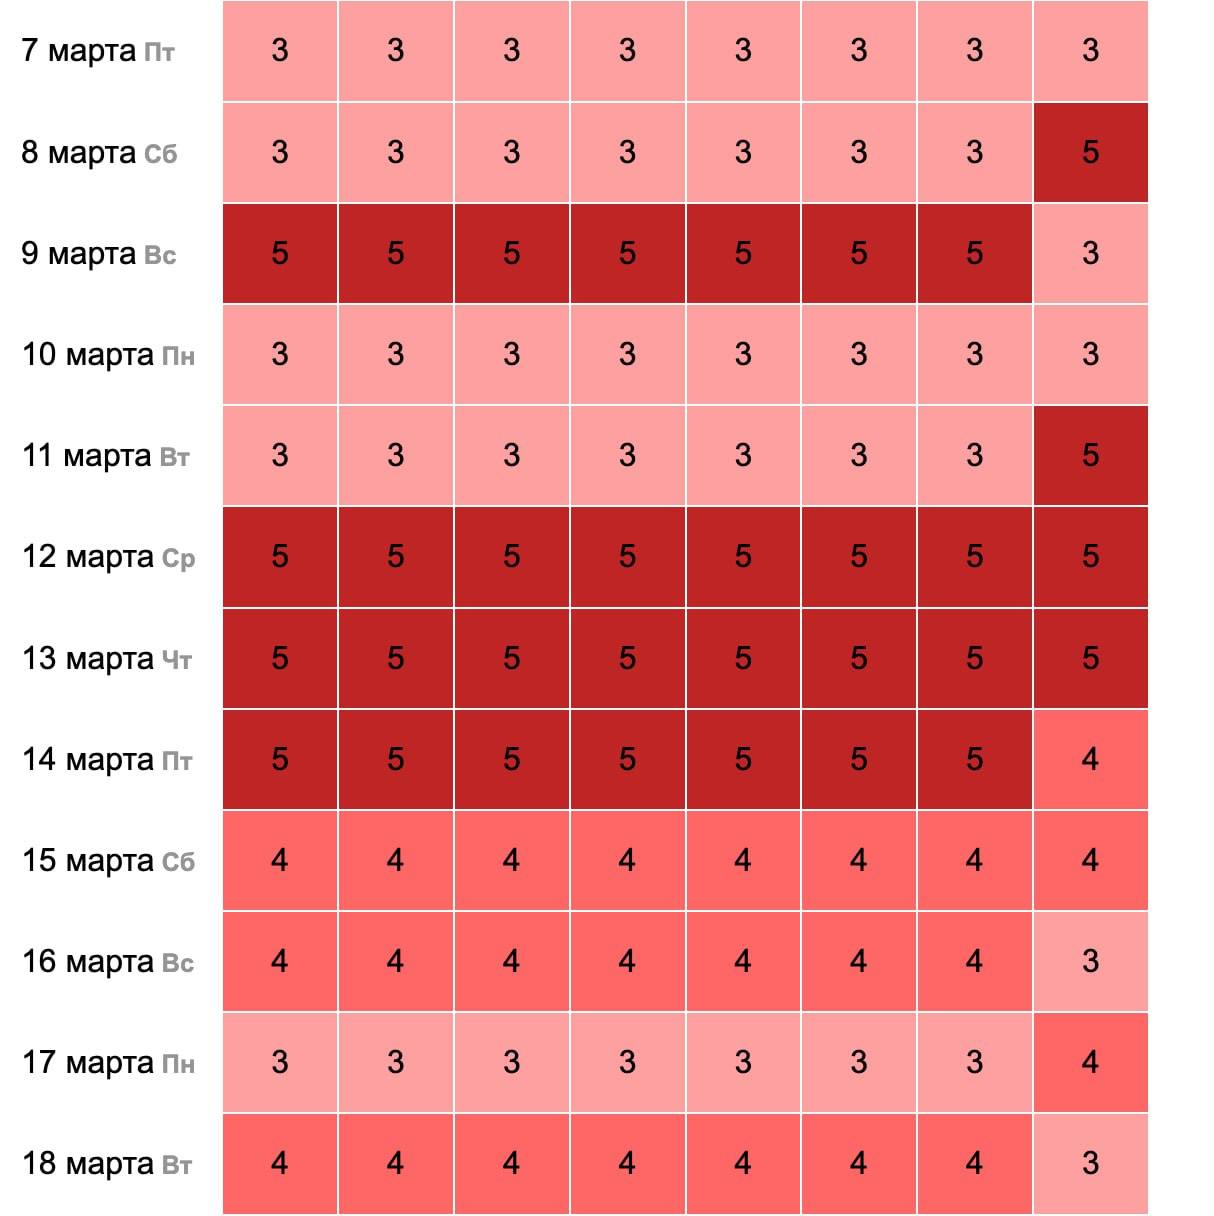 7 марта Пт 3 3 3 3 3 3 3 3
8 марта Сб 3 3 3 3 3 3 3 5
9 марта Вс 5 5 5 5 5 5 5 3
10 марта Пн 3 3 3 3 3 3 3 3
11 марта Вт 3 3 3 3 3 3 3 5
12 марта Ср 5 5 5 5 5 5 5 5
13 марта Чт 5 5 5 5 5 5 5 5
14 марта Пт 5 5 5 5 5 5 5 4
15 марта Сб 4 4 4 4 4 4 4 4
16 марта Вс 4 4 4 4 4 4 4 3
17 марта Пн 3 3 3 3 3 3 3 4
18 марта Вт 4 4 4 4 4 4 4 3